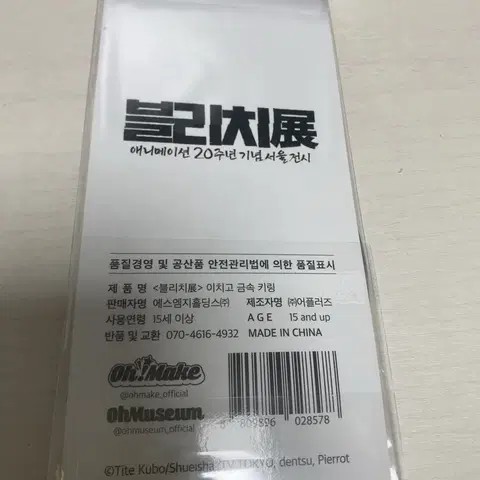 블리치展
애니메이션 20주년 기념 서울 전시
품질경영 및 공산품 안전관리법에 의한 품질표시
제 품 명 <블리치展> 이치고 금속 키링
판매자명 에스엠지홀딩스㈜ 제조자명 ㈜어플러즈
사용연령 15세 이상 A G E 15 and up
반품 및 교환 070-4616-4932 MADE IN CHINA
Oh!Make
@ohmake_official
OhMuseum
@ohmuseum_official
028578
©Tite Kubo/Shueisha, TV TOKYO, dentsu, Pierrot